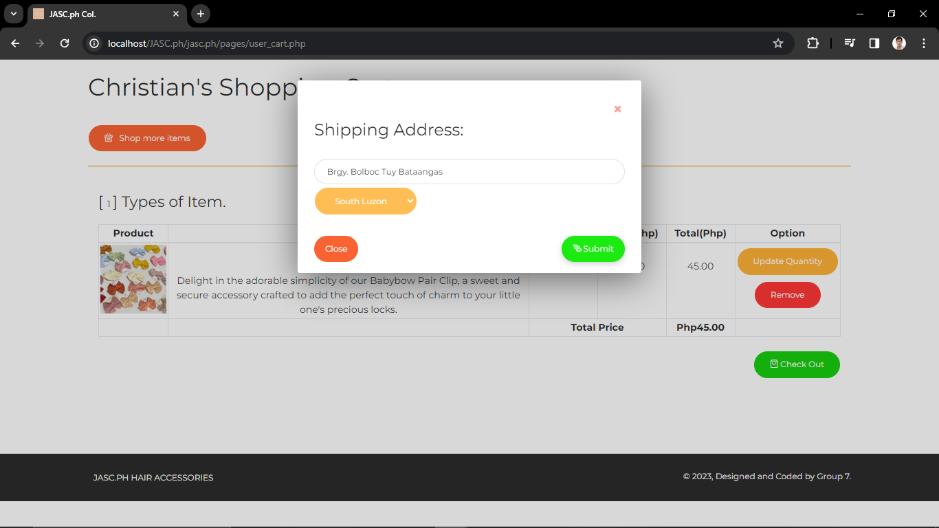 JASC.ph Col.
localhost/JASC.ph/jasc.ph/pages/user_cart.php
Christian's Shopping Cart
Shop more items
Shipping Address:
Brgy. Bolboc Tuy Bataangas
South Luzon
Close
Submit
[ 1 ] Types of Item.
Product
hp)
Total(Php)
Option
Delight in the adorable simplicity of our Babybow Pair Clip, a sweet and
secure accessory crafted to add the perfect touch of charm to your little
one's precious locks.
0
45.00
Update Quantity
Remove
Total Price
Php45.00
Check Out
JASC.PH HAIR ACCESSORIES
© 2023, Designed and Coded by Group 7.